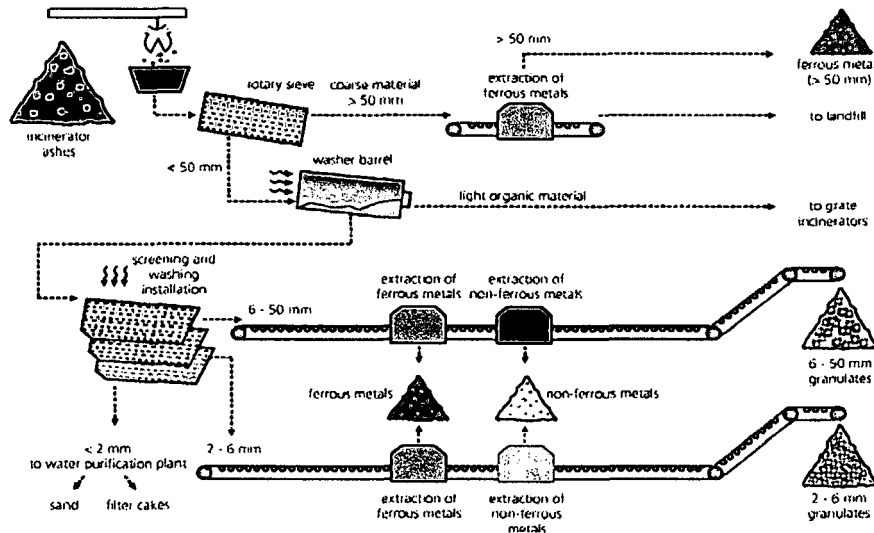 > 50 mm
ferrous metal
(> 50 mm)
incinerator
ashes
rotary sieve
coarse material
> 50 mm
extraction of
ferrous metals
to landfill
< 50 mm
washer barrel
light organic material
to grate
incinerators
screening and
washing
installation
6 - 50 mm
extraction of
ferrous metals
extraction of
non-ferrous metals
6 - 50 mm
granulates
ferrous metals
non-ferrous metals
< 2 mm
to water purification plant
2 - 6 mm
sand
filter cakes
extraction of
ferrous metals
extraction of
non-ferrous
metals
2 - 6 mm
granulates